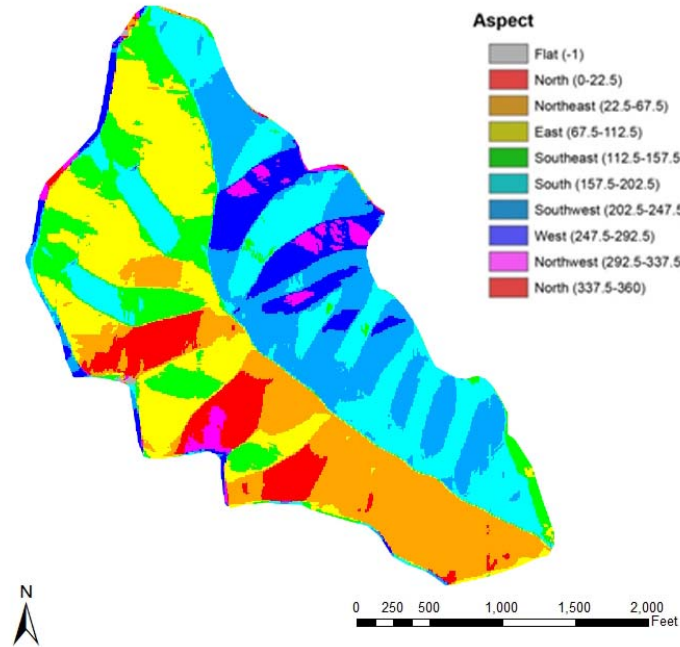 Aspect
Flat (-1)
North (0-22.5)
Northeast (22.5-67.5)
East (67.5-112.5)
Southeast (112.5-157.5
South (157.5-202.5)
Southwest (202.5-247.5
West (247.5-292.5)
Northwest (292.5-337.5
North (337.5-360)
N
0 250 500 1,000 1,500 2,000
Feet